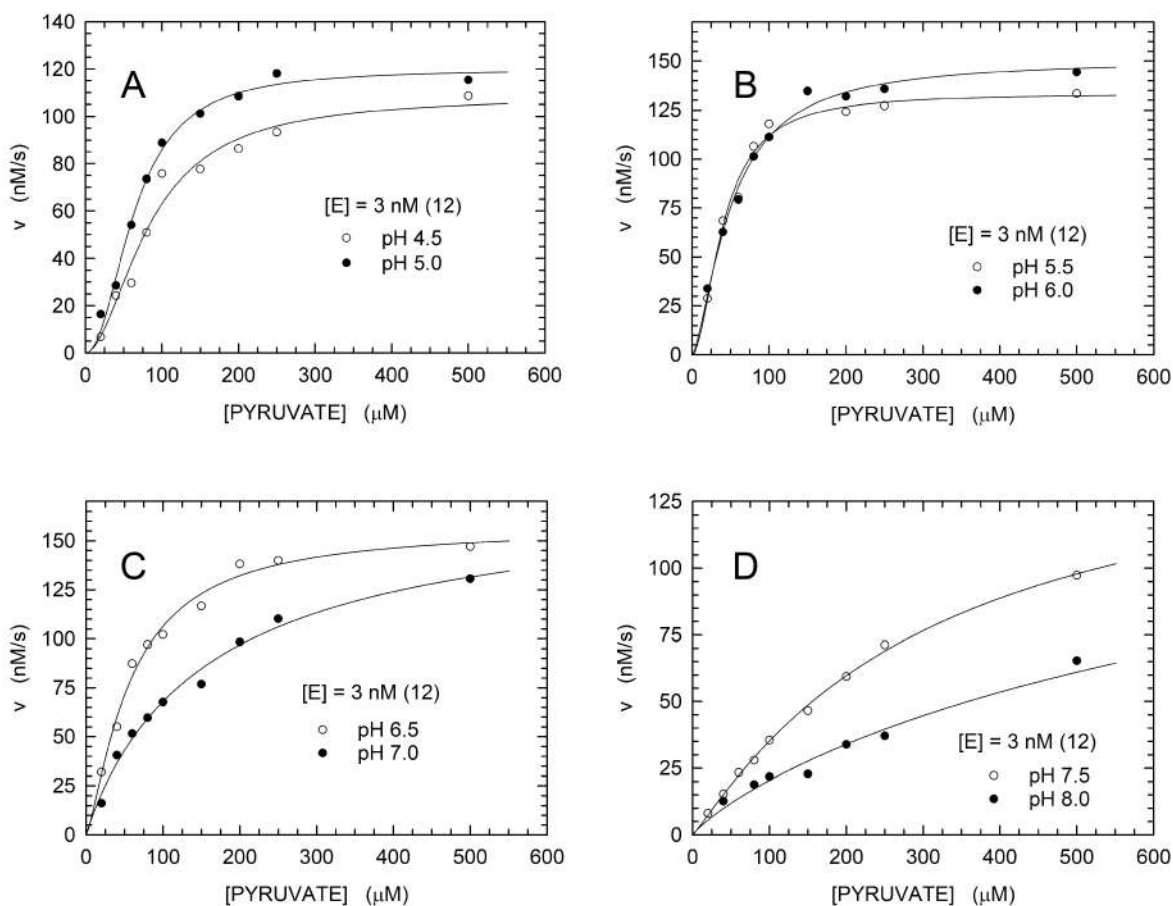 140
120
100
80
60
40
20
0
v (nM/s)
A
[E] = 3 nM (12)
pH 4.5
pH 5.0
0 100 200 300 400 500 600
[PYRUVATE] (μM)
150
125
100
75
50
25
0
v (nM/s)
B
[E] = 3 nM (12)
pH 5.5
pH 6.0
0 100 200 300 400 500 600
[PYRUVATE] (μM)
150
125
100
75
50
25
0
v (nM/s)
C
[E] = 3 nM (12)
pH 6.5
pH 7.0
0 100 200 300 400 500 600
[PYRUVATE] (μM)
125
100
75
50
25
0
v (nM/s)
D
[E] = 3 nM (12)
pH 7.5
pH 8.0
0 100 200 300 400 500 600
[PYRUVATE] (μM)